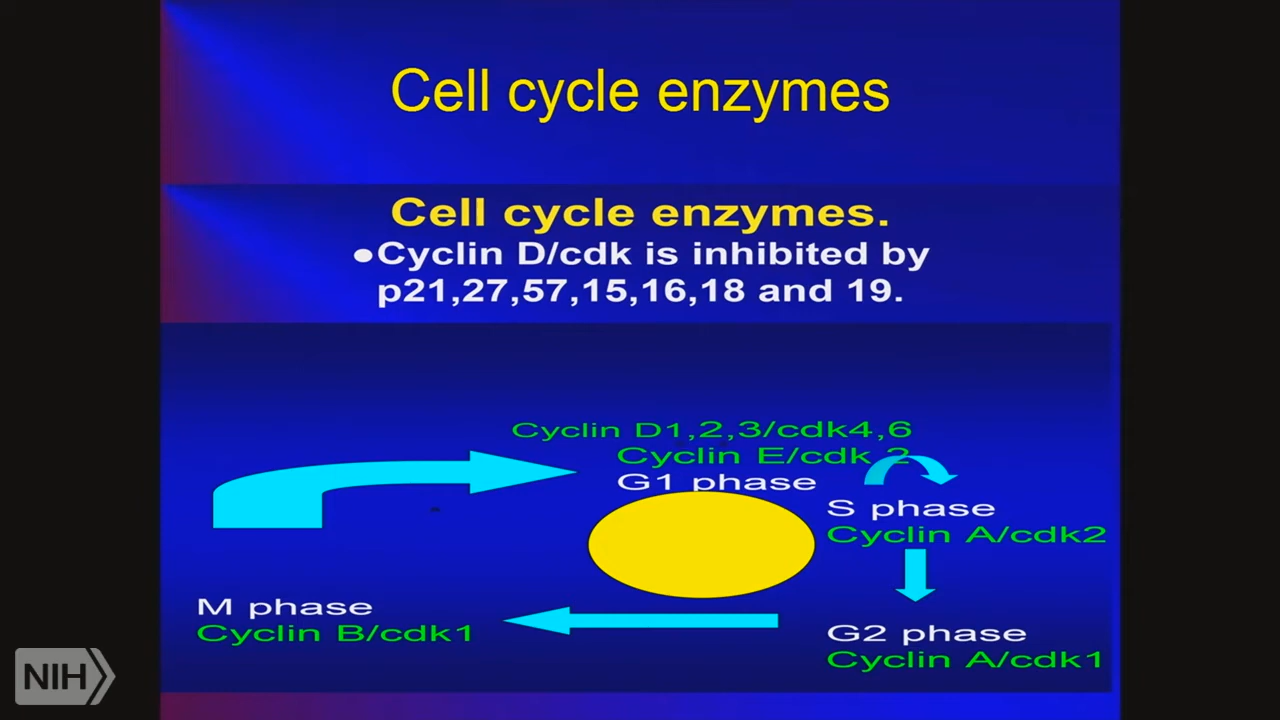 Cell cycle enzymes
Cell cycle enzymes.
●Cyclin D/cdk is inhibited by
p21,27,57,15,16,18 and 19.
Cyclin D1,2,3/cdk4,6
Cyclin E/cdk 2
G1 phase
S phase
Cyclin A/cdk2
M phase
Cyclin B/cdk1
G2 phase
Cyclin A/cdk1
NIH